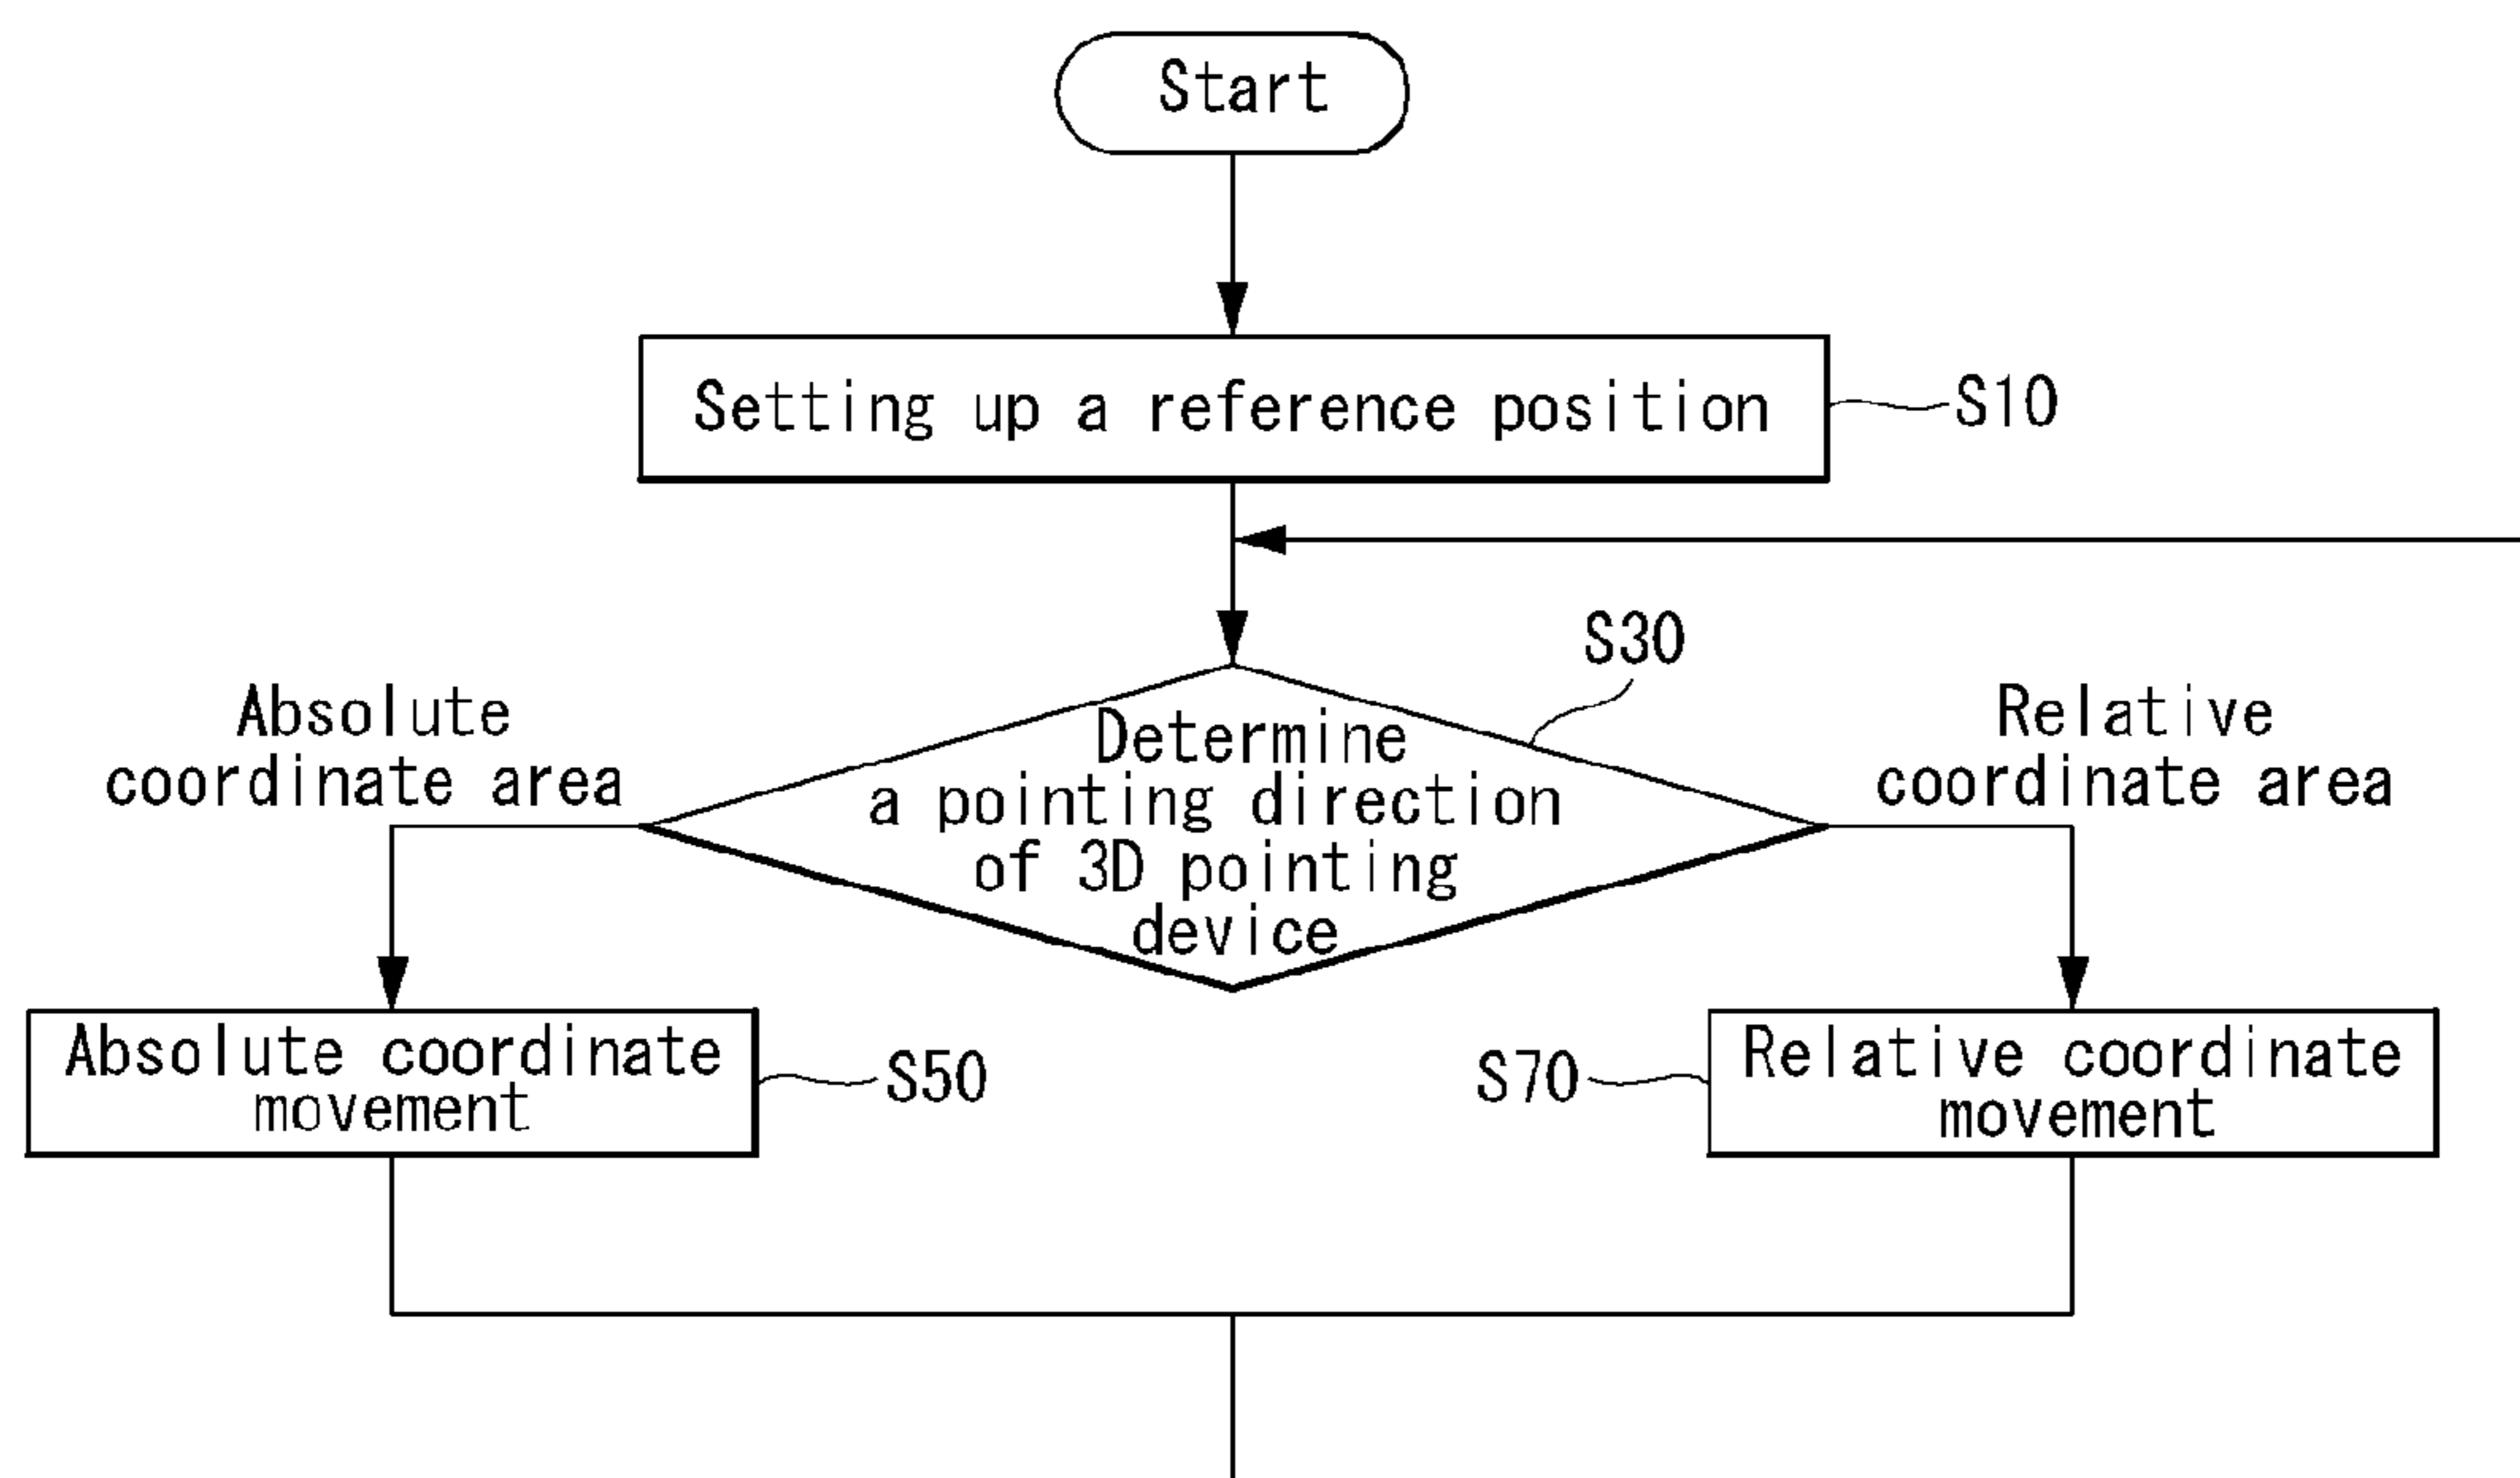 Start
Setting up a reference position
S10
S30
Absolute
coordinate area
Determine
a pointing direction
of 3D pointing
device
Relative
coordinate area
Absolute coordinate
movement
S50
S70
Relative coordinate
movement